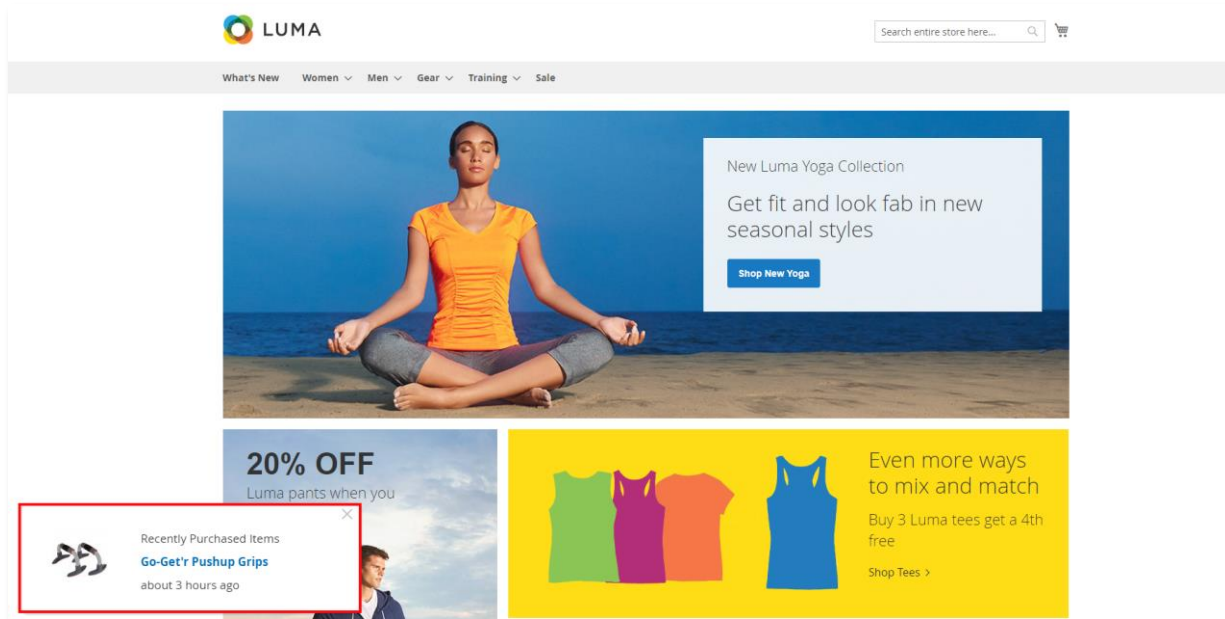 LUMA
Search entire store here...
What's New Women Men Gear Training Sale
New Luma Yoga Collection
Get fit and look fab in new
seasonal styles
Shop New Yoga
20% OFF
Luma pants when you
Even more ways
to mix and match
Buy 3 Luma tees get a 4th
free
Shop Tees >
Recently Purchased Items
Go-Get'r Pushup Grips
about 3 hours ago